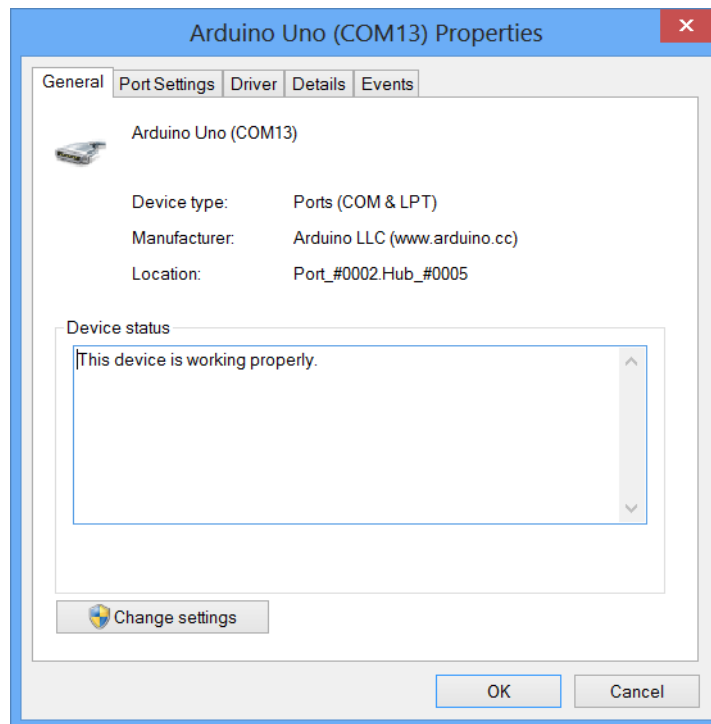 Arduino Uno (COM13) Properties
General Port Settings Driver Details Events
Arduino Uno (COM13)
Device type: Ports (COM & LPT)
Manufacturer: Arduino LLC (www.arduino.cc)
Location: Port_#0002.Hub_#0005
Device status
This device is working properly.
Change settings
OK Cancel